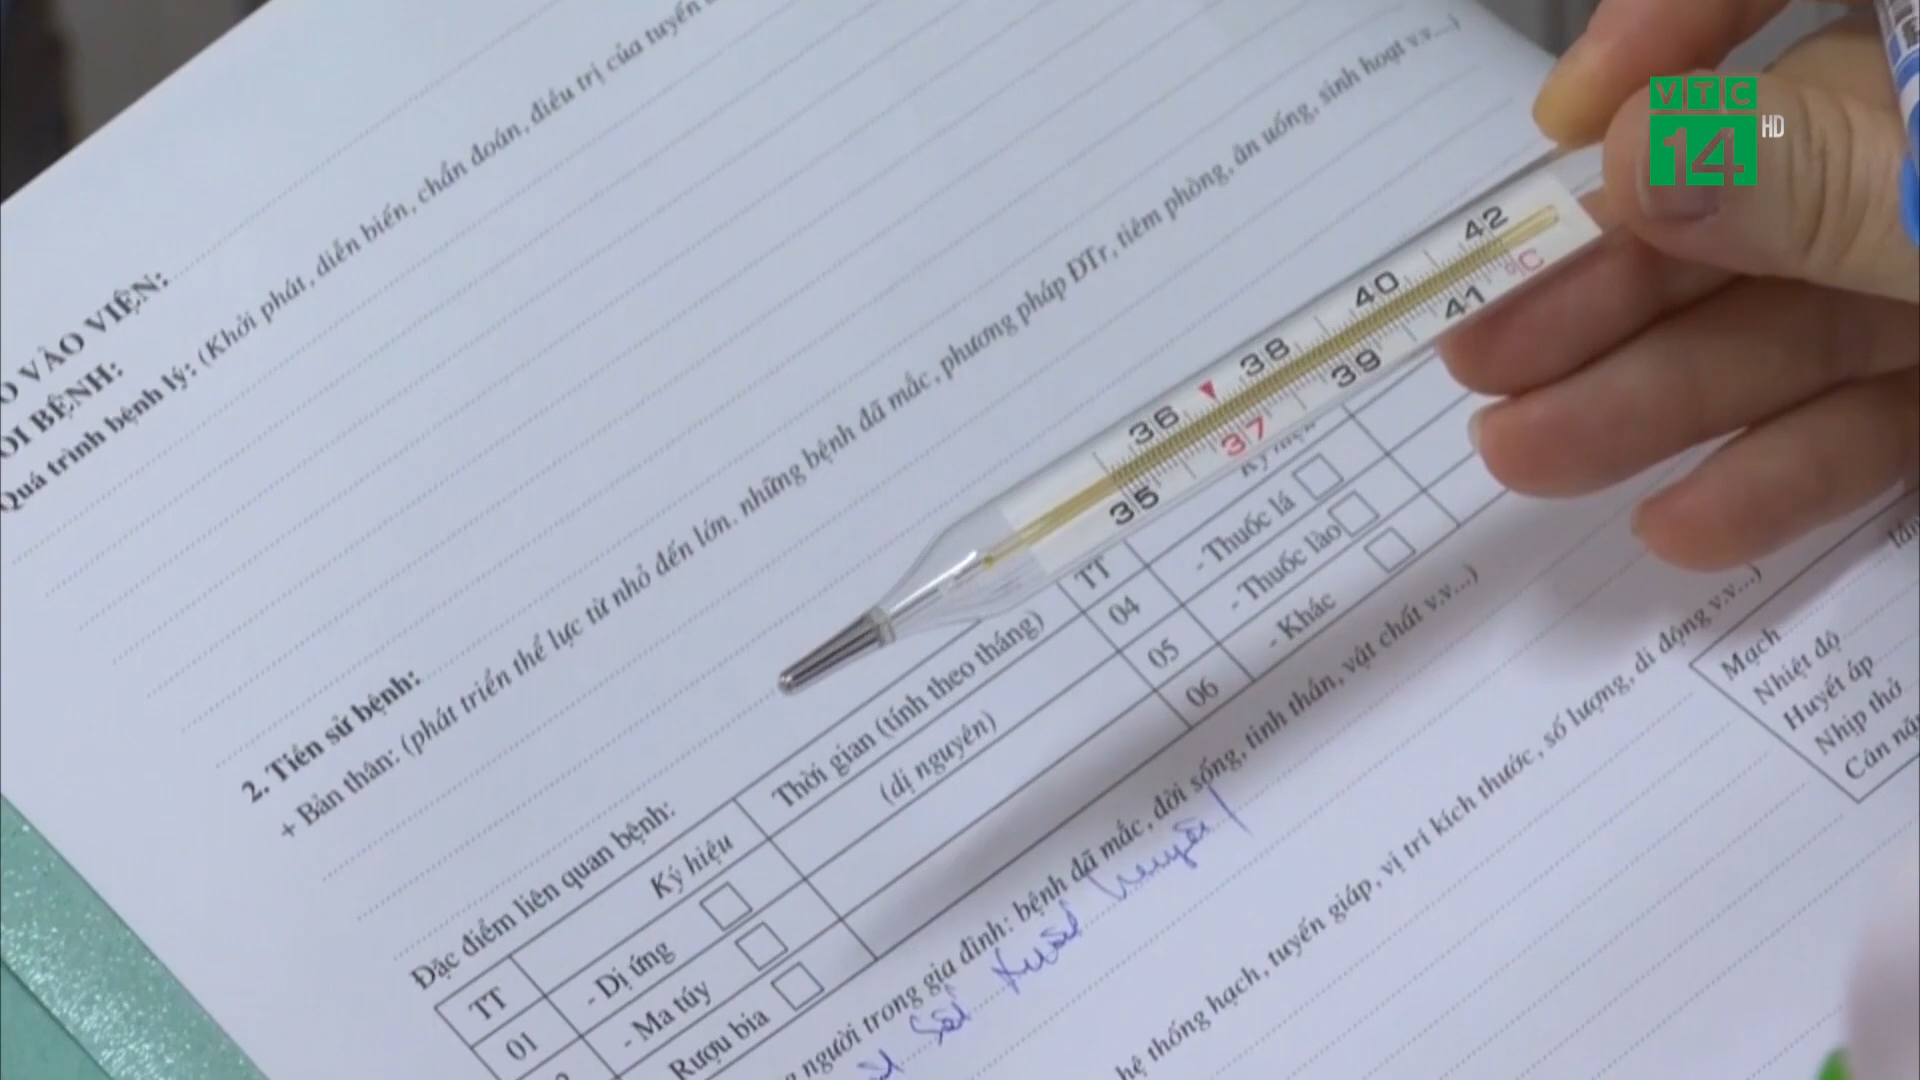 VTC
14 HD
VÀO VIỆN:
BỆNH:
Quá trình bệnh lý: (Khởi phát, diễn biến, chẩn đoán, điều trị của tuyến
2. Tiền sử bệnh:
+ Bản thân: (phát triển thể lực từ nhỏ đến lớn, những bệnh đã mắc, phương pháp ĐTr, tiêm phòng, ăn uống, sinh hoạt v.v...)
Đặc điểm liên quan bệnh:
TT Ký hiệu Thời gian (tính theo tháng) TT
01 - Dị ứng (dị nguyên) 04 - Thuốc lá
- Ma túy 05 - Thuốc lào
Rượu bia 06 - Khác
người trong gia đình: bệnh đã mắc, đời sống, tinh thần, vật chất v.v...)
hệ thống hạch, tuyến giáp, vị trí kích thước, số lượng, di động v.v...)
Mạch
Nhiệt độ
Huyết áp
Nhịp thở
36 38 40 42
35 37 39 41 °C